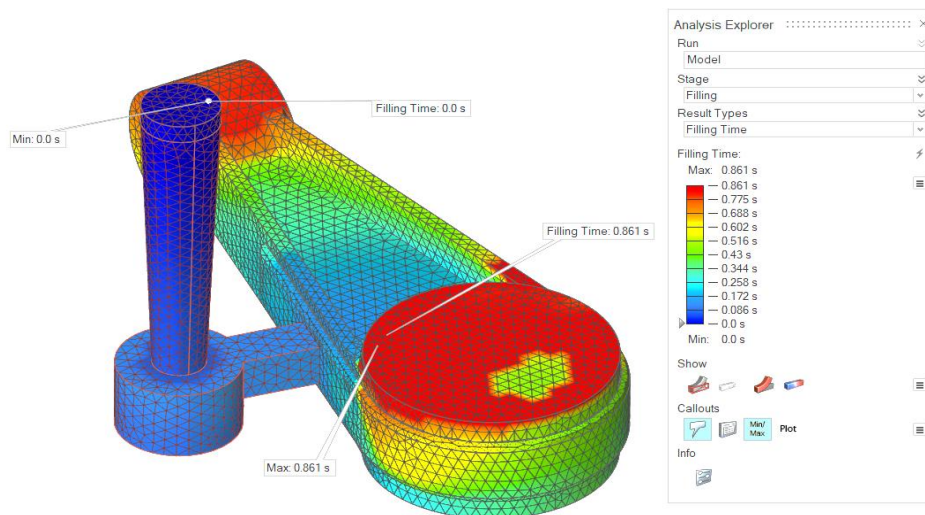 Filling Time: 0.0 s
Min: 0.0 s
Filling Time: 0.861 s
Max: 0.861 s
Analysis Explorer
Run
Model
Stage
Filling
Result Types
Filling Time
Filling Time:
Max: 0.861 s
0.861 s
0.775 s
0.688 s
0.602 s
0.516 s
0.43 s
0.344 s
0.258 s
0.172 s
0.086 s
0.0 s
Min: 0.0 s
Show
Callouts
Min/
Max
Plot
Info